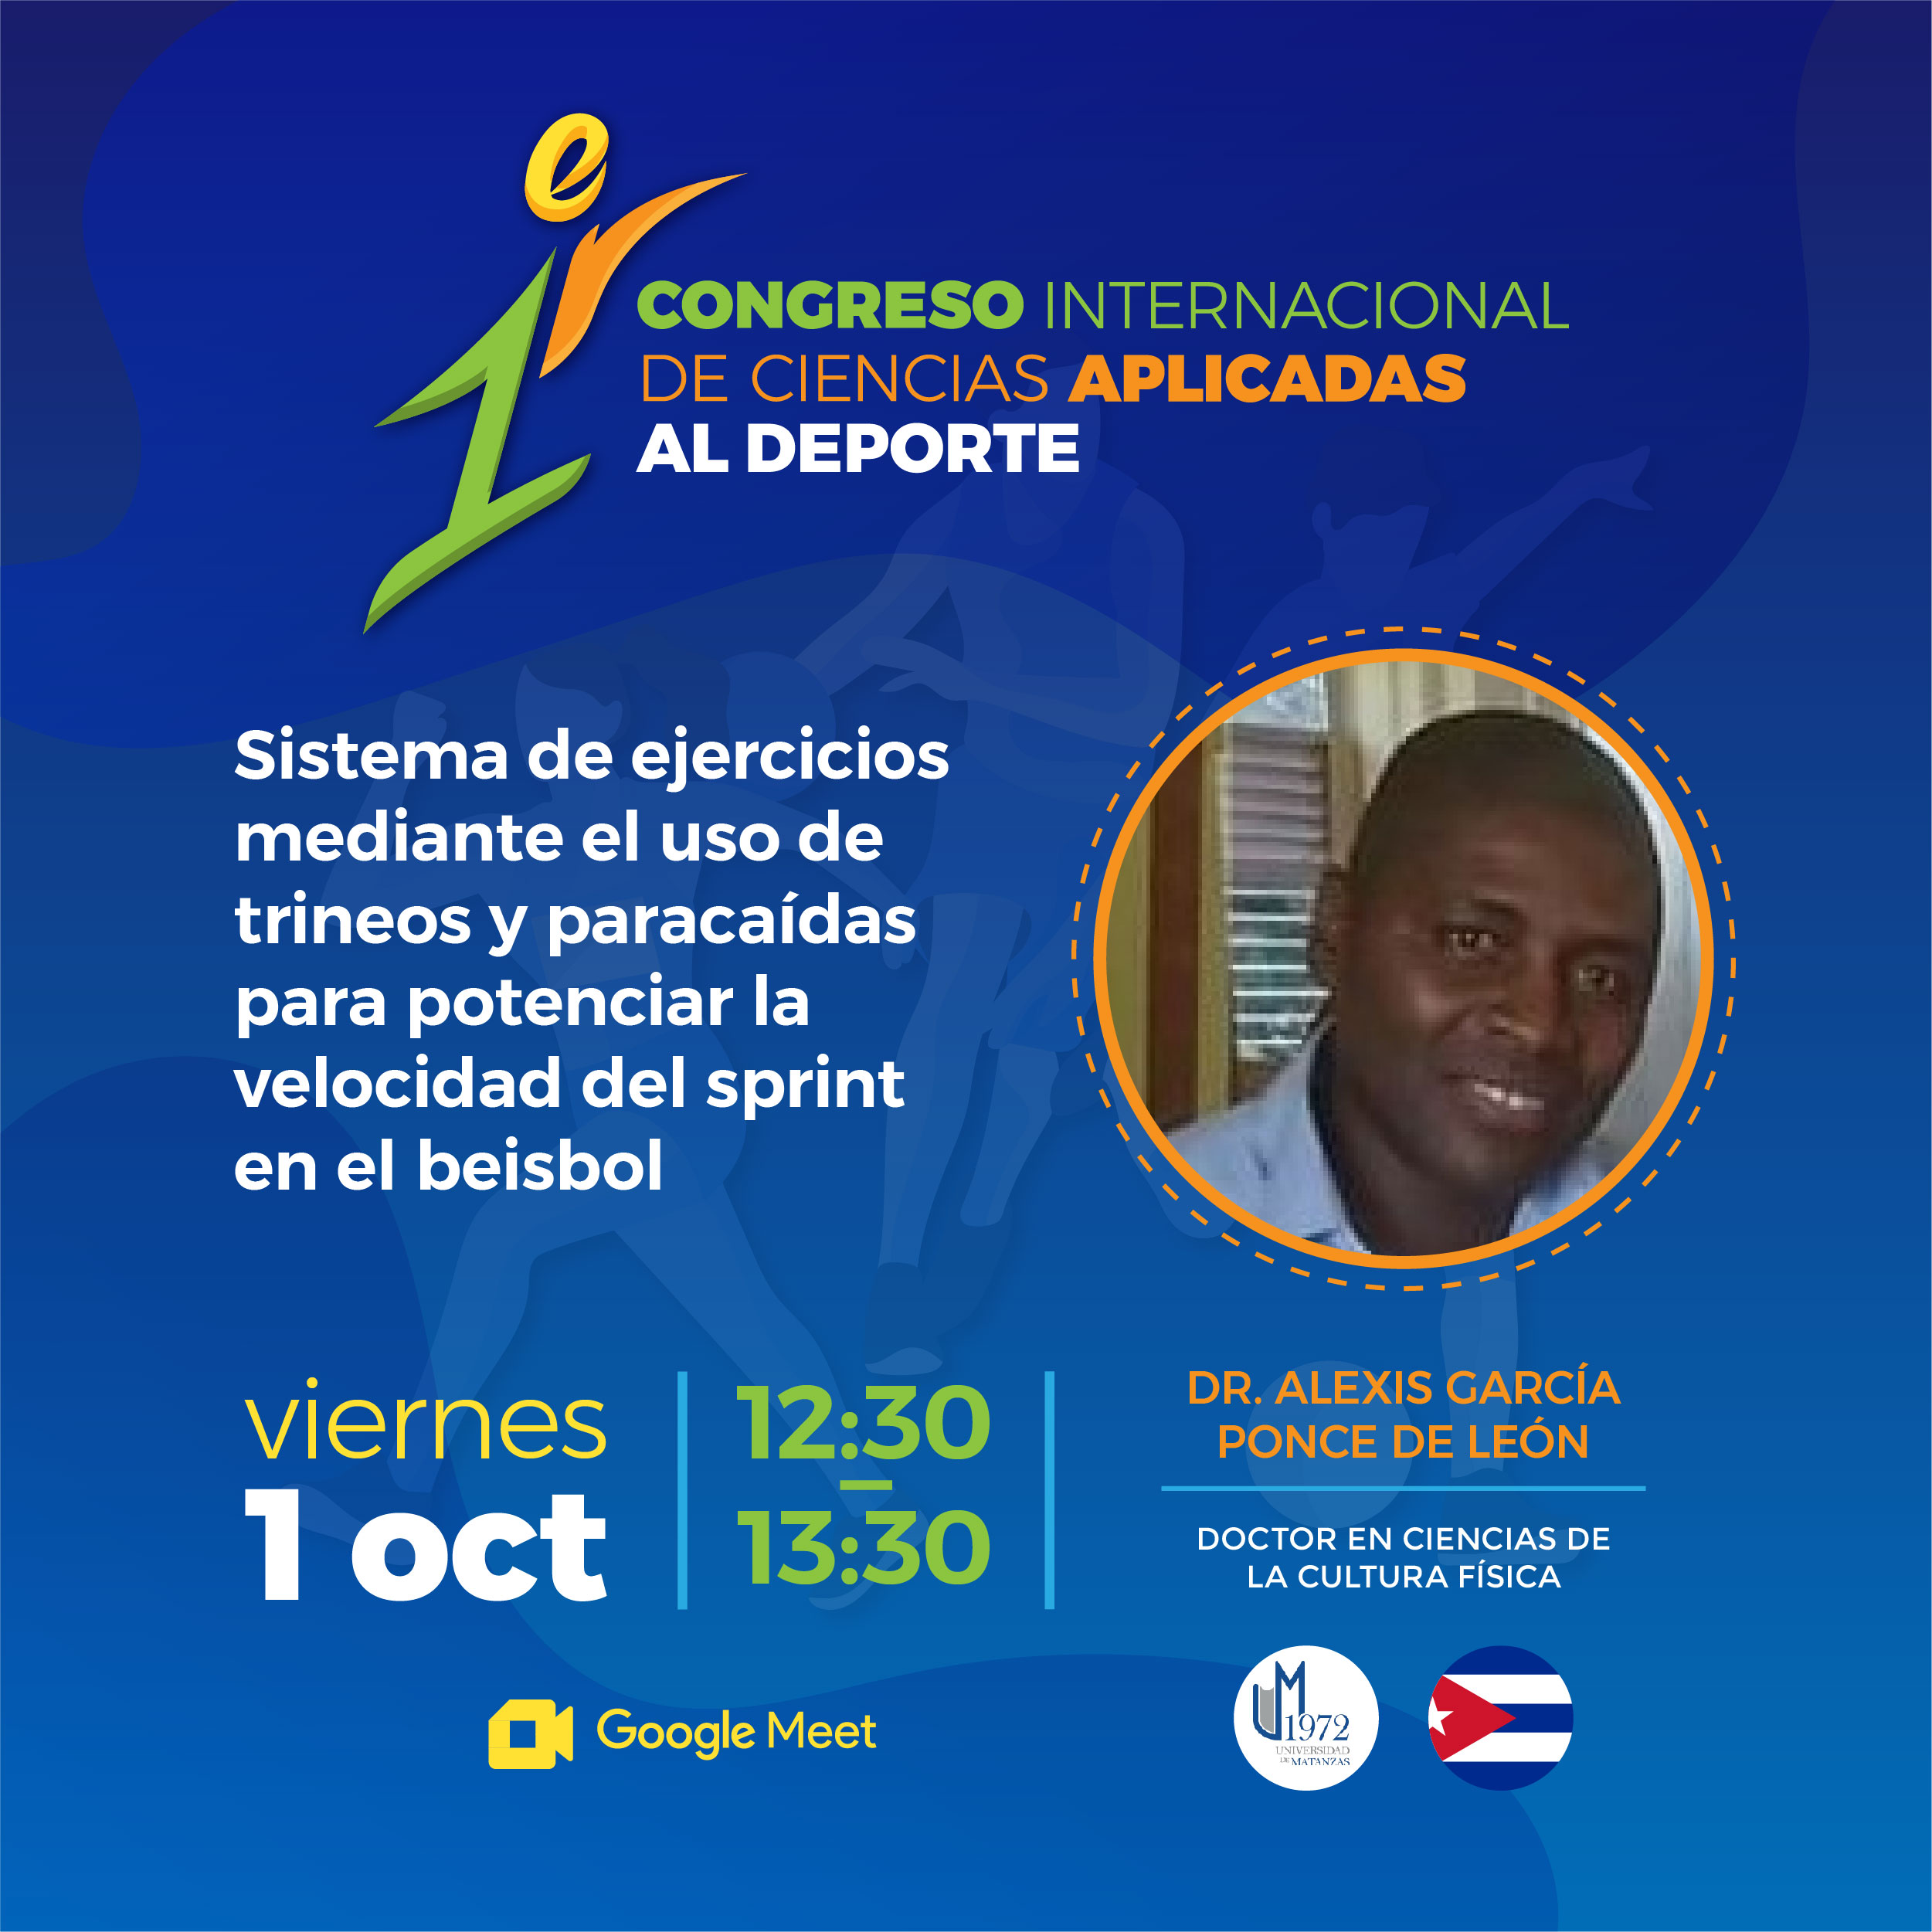 1er
CONGRESO INTERNACIONAL
DE CIENCIAS APLICADAS
AL DEPORTE
Sistema de ejercicios
mediante el uso de
trineos y paracaídas
para potenciar la
velocidad del sprint
en el beisbol
viernes
1 oct
12:30
–
13:30
DR. ALEXIS GARCÍA
PONCE DE LEÓN
DOCTOR EN CIENCIAS DE
LA CULTURA FÍSICA
Google Meet
UM
1972
UNIVERSIDAD
DE MATANZAS